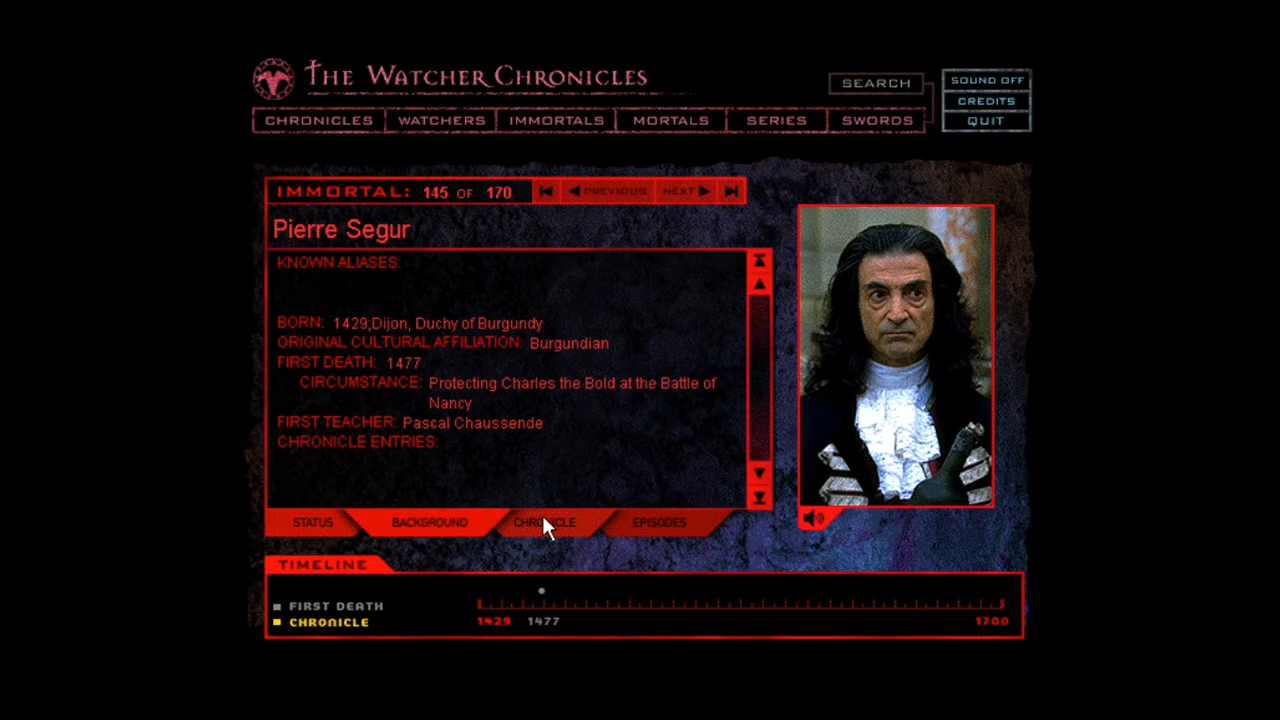 THE WATCHER CHRONICLES
SEARCH
SOUND OFF
CREDITS
QUIT
CHRONICLES WATCHERS IMMORTALS MORTALS SERIES SWORDS
IMMORTAL: 145 OF 170 PREVIOUS NEXT
Pierre Segur
KNOWN ALIASES:
BORN: 1429;Dijon, Duchy of Burgundy
ORIGINAL CULTURAL AFFILIATION: Burgundian
FIRST DEATH: 1477
CIRCUMSTANCE: Protecting Charles the Bold at the Battle of
Nancy
FIRST TEACHER: Pascal Chaussende
CHRONICLE ENTRIES:
STATUS BACKGROUND CHRONICLE EPISODES
TIMELINE
FIRST DEATH
CHRONICLE
1429 1477 1700